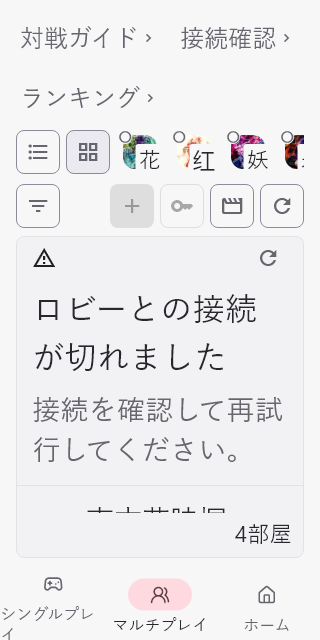 対戦ガイド
接続確認
ランキング
花
红
妖
ロビーとの接続
が切れました
接続を確認して再試
行してください。
4部屋
シングルプレ
イ
マルチプレイ
ホーム